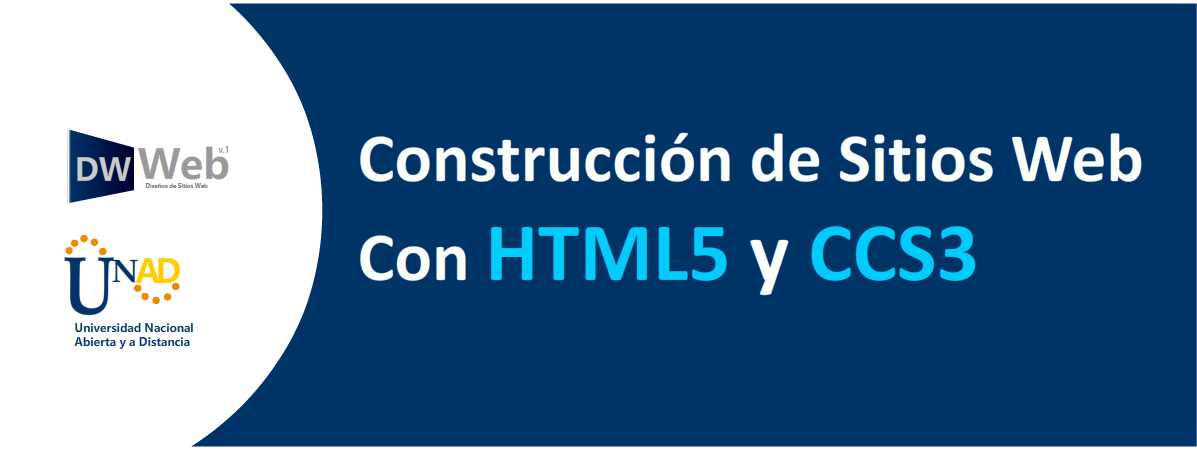 DW Web v.1
Diseños de Sitios Web
UNAD
Universidad Nacional
Abierta y a Distancia
Construcción de Sitios Web
Con HTML5 y CCS3